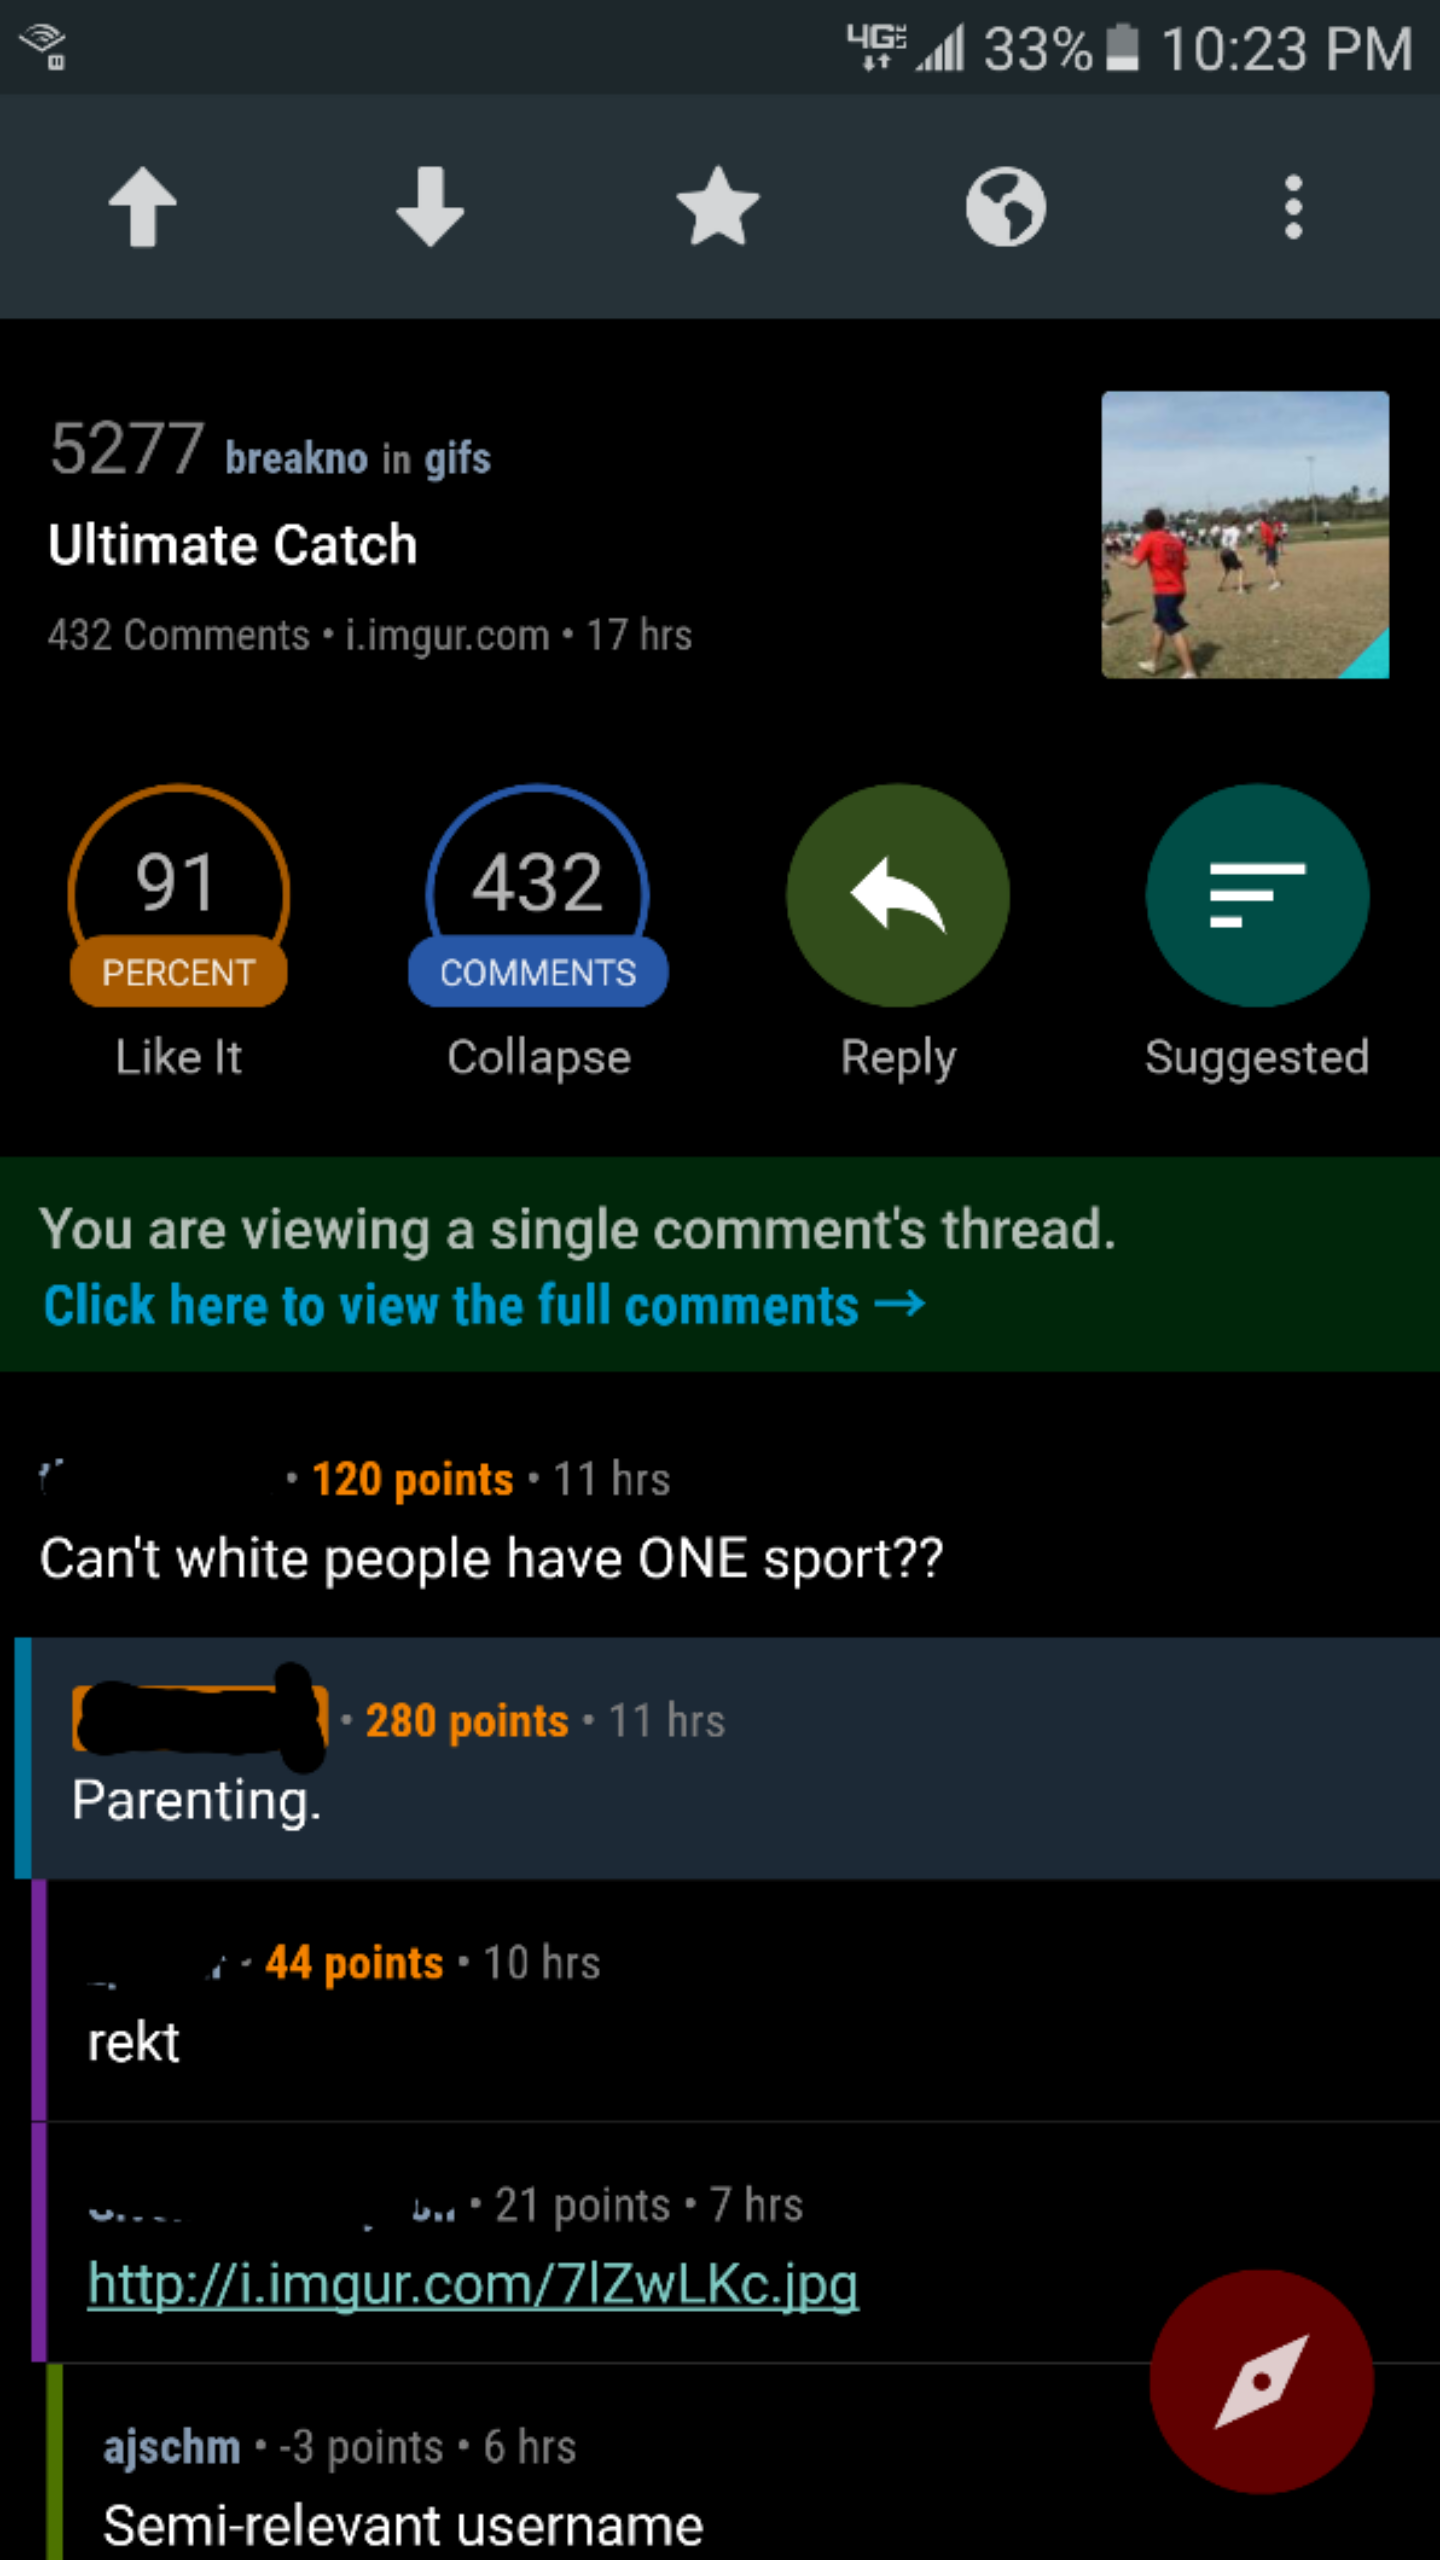 4G LTE 33% 10:23 PM
5277 breakno in gifs
Ultimate Catch
432 Comments • i.imgur.com • 17 hrs
91
PERCENT
Like It
432
COMMENTS
Collapse
Reply
Suggested
You are viewing a single comment's thread.
Click here to view the full comments →
• 120 points • 11 hrs
Can't white people have ONE sport??
• 280 points • 11 hrs
Parenting.
• 44 points • 10 hrs
rekt
• 21 points • 7 hrs
http://i.imgur.com/7lZwLKc.jpg
ajschm • -3 points • 6 hrs
Semi-relevant username